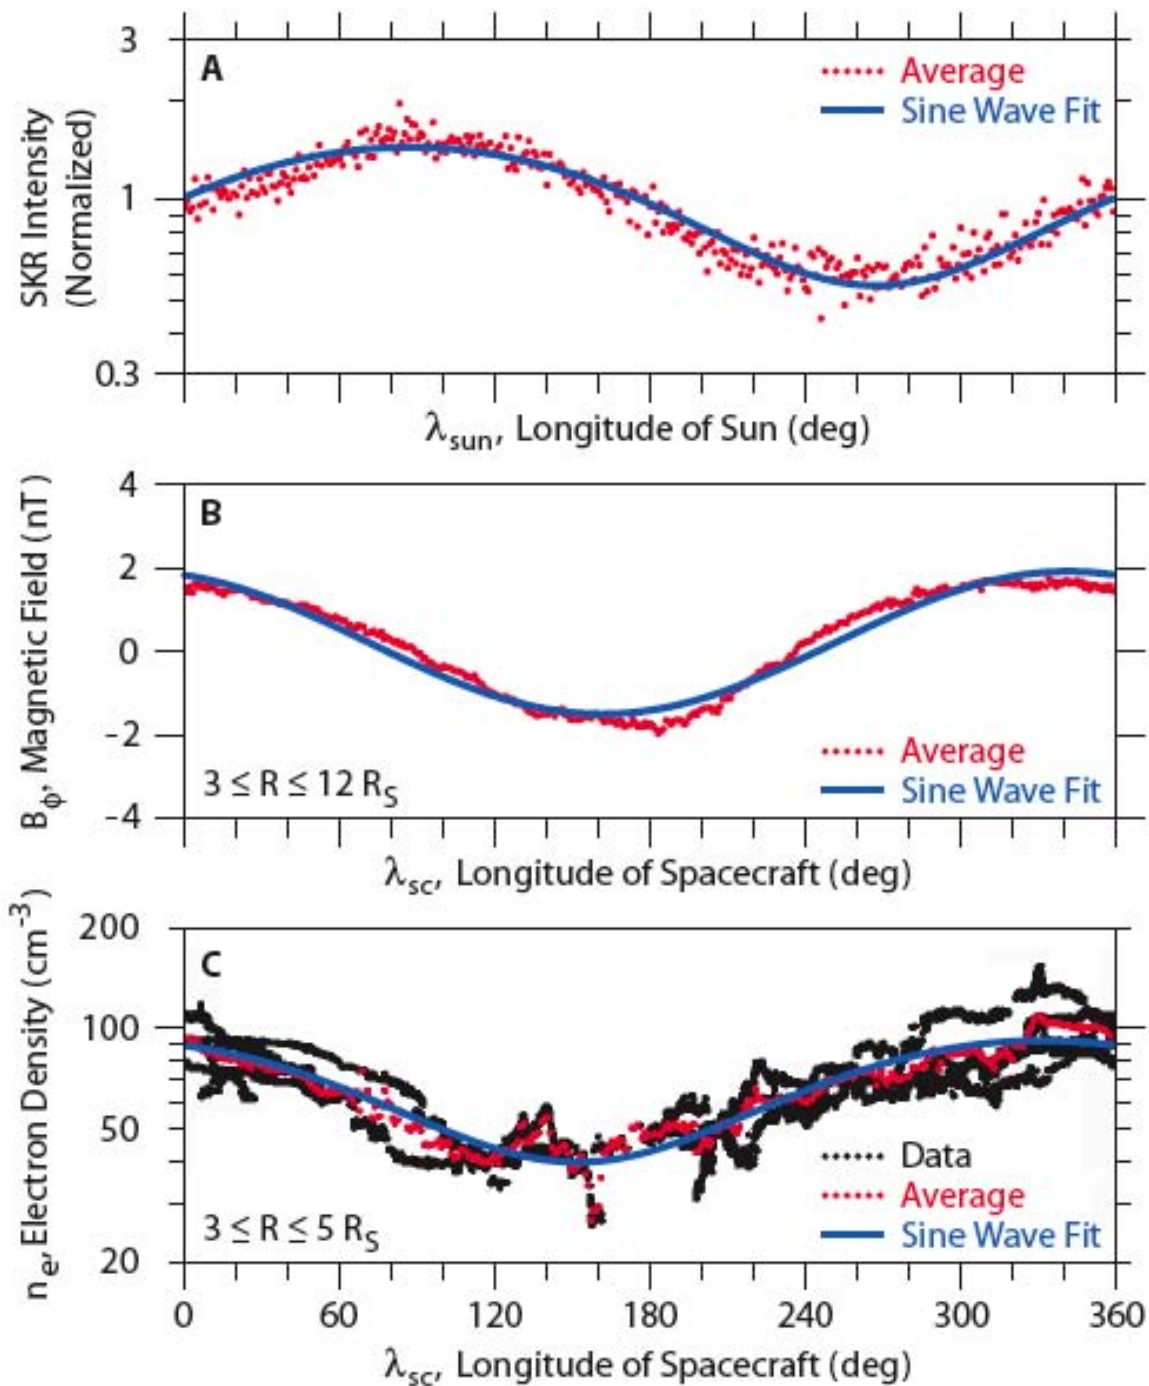 3
A
Average
Sine Wave Fit
SKR Intensity
(Normalized)
1
0.3
λsun, Longitude of Sun (deg)
4
B
2
0
-2
-4
Bϕ, Magnetic Field (nT)
Average
Sine Wave Fit
3 ≤ R ≤ 12 RS
λsc, Longitude of Spacecraft (deg)
200
C
100
50
20
ne, Electron Density (cm-3)
Data
Average
Sine Wave Fit
3 ≤ R ≤ 5 RS
0 60 120 180 240 300 360
λsc, Longitude of Spacecraft (deg)